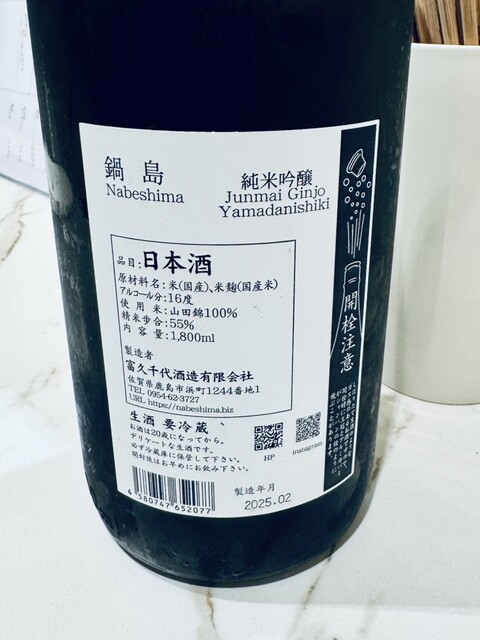 鍋島
Nabeshima
純米吟醸
Junmai Ginjo
Yamadanishiki
品目:日本酒
原材料名:米(国産)、米麹(国産米)
アルコール分:16度
使用米:山田錦100%
精米歩合:55%
内容量:1,800ml
製造者
富久千代酒造有限会社
佐賀県鹿島市浜町1244番地1
TEL 0954-62-3727
URL https://nabeshima.biz
生酒 要冷蔵
お酒は20歳になってから。
デリケートな生酒です。
必ず冷蔵庫に保管して下さい。
開封後はお早めにお飲み下さい。
HP
instagram
4 580747 652077
製造年月
2025.02
開栓注意